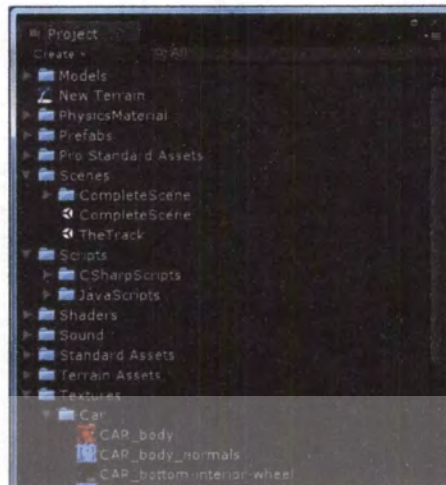 Project
Create
All
Models
New Terrain
PhysicsMaterial
Prefabs
Pro Standard Assets
Scenes
CompleteScene
CompleteScene
TheTrack
Scripts
CSharpScripts
JavaScripts
Shaders
Sound
Standard Assets
Terrain Assets
Textures
Car
CAR_body
CAR_body_normals
CAR_bottom-interior-wheel